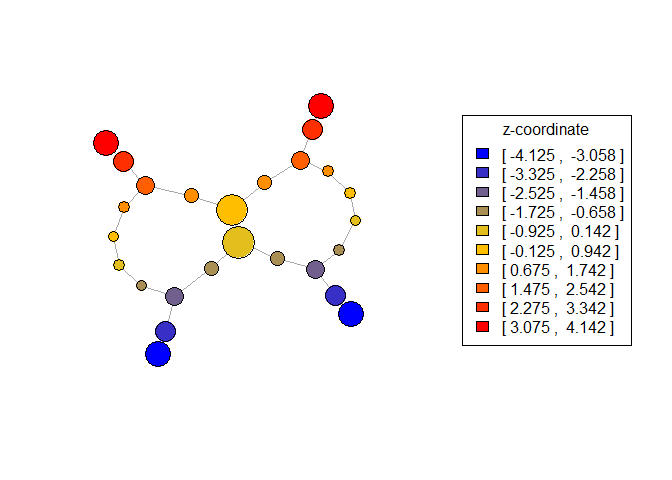 z-coordinate
[ -4.125 ,  -3.058 ]
[ -3.325 ,  -2.258 ]
[ -2.525 ,  -1.458 ]
[ -1.725 ,  -0.658 ]
[ -0.925 ,  0.142 ]
[ -0.125 ,  0.942 ]
[ 0.675 ,  1.742 ]
[ 1.475 ,  2.542 ]
[ 2.275 ,  3.342 ]
[ 3.075 ,  4.142 ]